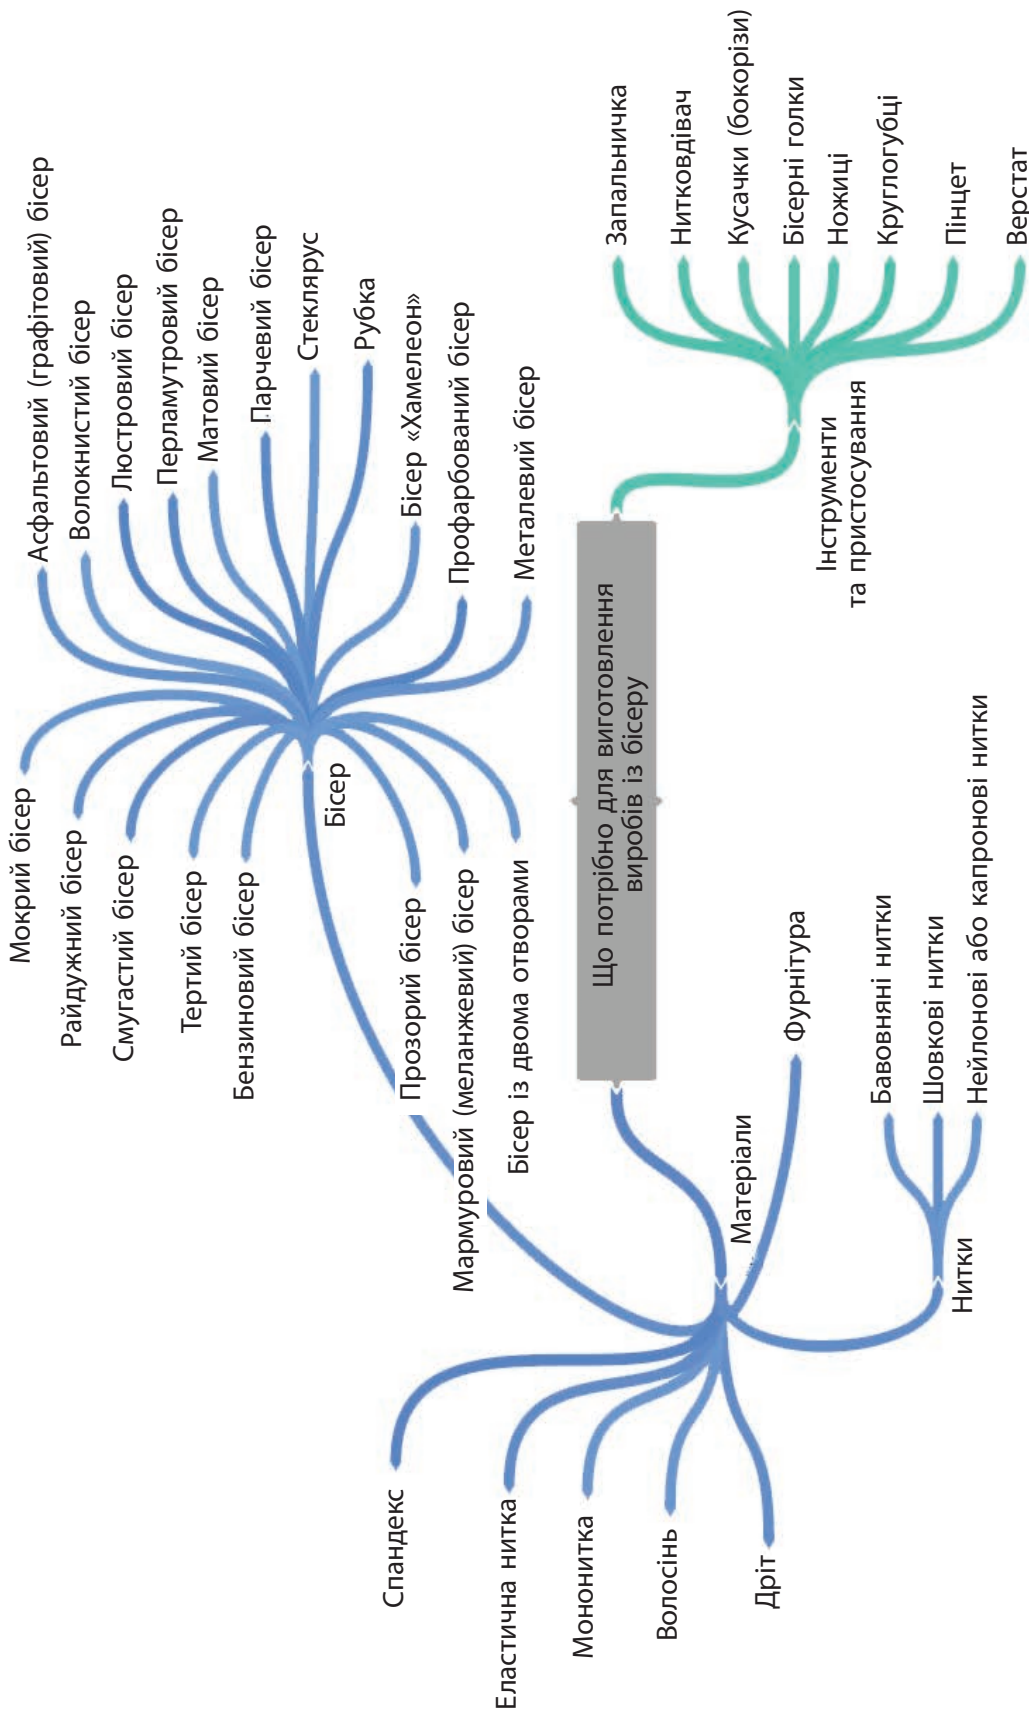 Що потрібно для виготовлення
виробів із бісеру
Матеріали
Бісер
Мокрий бісер
Райдужний бісер
Смугастий бісер
Тертий бісер
Бензиновий бісер
Прозорий бісер
Мармуровий (меланжевий) бісер
Бісер із двома отворами
Асфальтовий (графітовий) бісер
Волокнистий бісер
Люстровий бісер
Перламутровий бісер
Матовий бісер
Парчевий бісер
Стеклярус
Рубка
Бісер «Хамелеон»
Профарбований бісер
Металевий бісер
Спандекс
Еластична нитка
Мононитка
Волосінь
Дріт
Фурнітура
Нитки
Бавовняні нитки
Шовкові нитки
Нейлонові або капронові нитки
Інструменти
та пристосування
Запальничка
Нитковдівач
Кусачки (бокорізи)
Бісерні голки
Ножиці
Круглогубці
Пінцет
Верстат